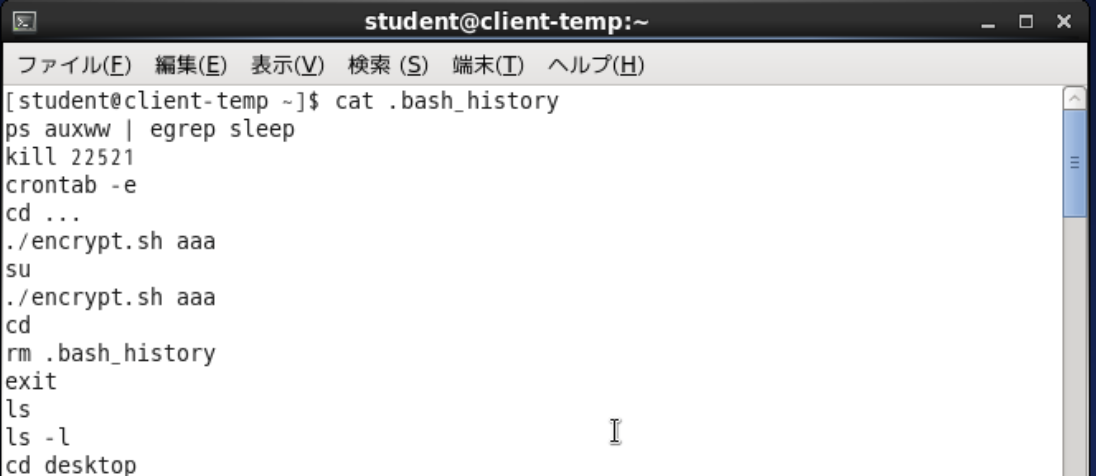 student@client-temp:~
ファイル(F) 編集(E) 表示(V) 検索 (S) 端末(T) ヘルプ(H)
[student@client-temp ~]$ cat .bash_history
ps auxww | egrep sleep
kill 22521
crontab -e
cd ...
./encrypt.sh aaa
su
./encrypt.sh aaa
cd
rm .bash_history
exit
ls
ls -l
cd desktop